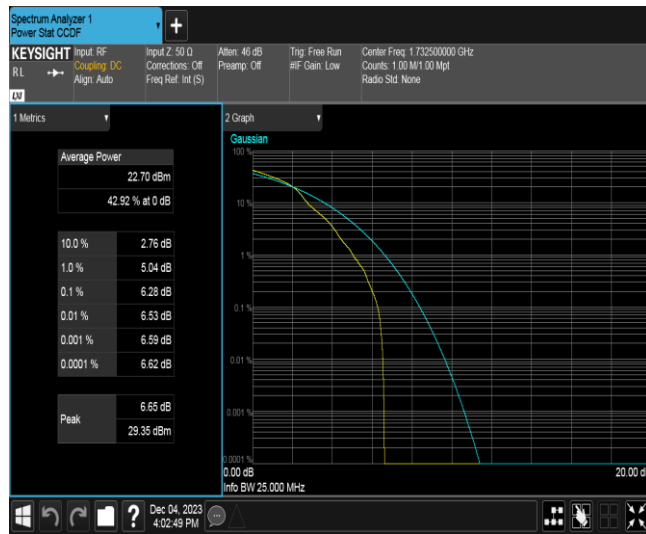 Spectrum Analyzer 1
Power Stat CCDF
KEYSIGHT
RL
LXI
Input: RF
Coupling: DC
Align: Auto
Input Z: 50 Ω
Corrections: Off
Freq Ref: Int (S)
Atten: 46 dB
Preamp: Off
Trig: Free Run
#IF Gain: Low
Center Freq: 1.732500000 GHz
Counts: 1.00 M/1.00 Mpt
Radio Std: None
1 Metrics
Average Power
22.70 dBm
42.92 % at 0 dB
10.0 % 2.76 dB
1.0 % 5.04 dB
0.1 % 6.28 dB
0.01 % 6.53 dB
0.001 % 6.59 dB
0.0001 % 6.62 dB
Peak
6.65 dB
29.35 dBm
2 Graph
Gaussian
100 %
10 %
1 %
0.1 %
0.01 %
0.001 %
0.0001 %
0.00 dB
20.00 d
Info BW 25.000 MHz
?
Dec 04, 2023
4:02:49 PM